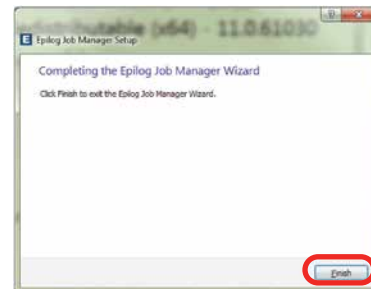 (x64) - 11.0.61030
Epilog Job Manager Setup
Completing the Epilog Job Manager Wizard
Click Finish to exit the Epilog Job Manager Wizard.
Finish